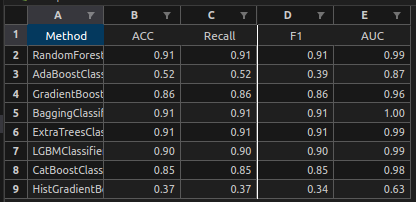 A B C D E
1 Method ACC Recall F1 AUC
2 RandomForest 0.91 0.91 0.91 0.99
3 AdaBoostClass 0.52 0.52 0.39 0.87
4 GradientBoost 0.86 0.86 0.86 0.96
5 BaggingClassif 0.91 0.91 0.91 1.00
6 ExtraTreesClas 0.91 0.91 0.91 0.99
7 LGBMClassifie 0.90 0.90 0.90 0.99
8 CatBoostClass 0.85 0.85 0.85 0.98
9 HistGradientBo 0.37 0.37 0.34 0.63